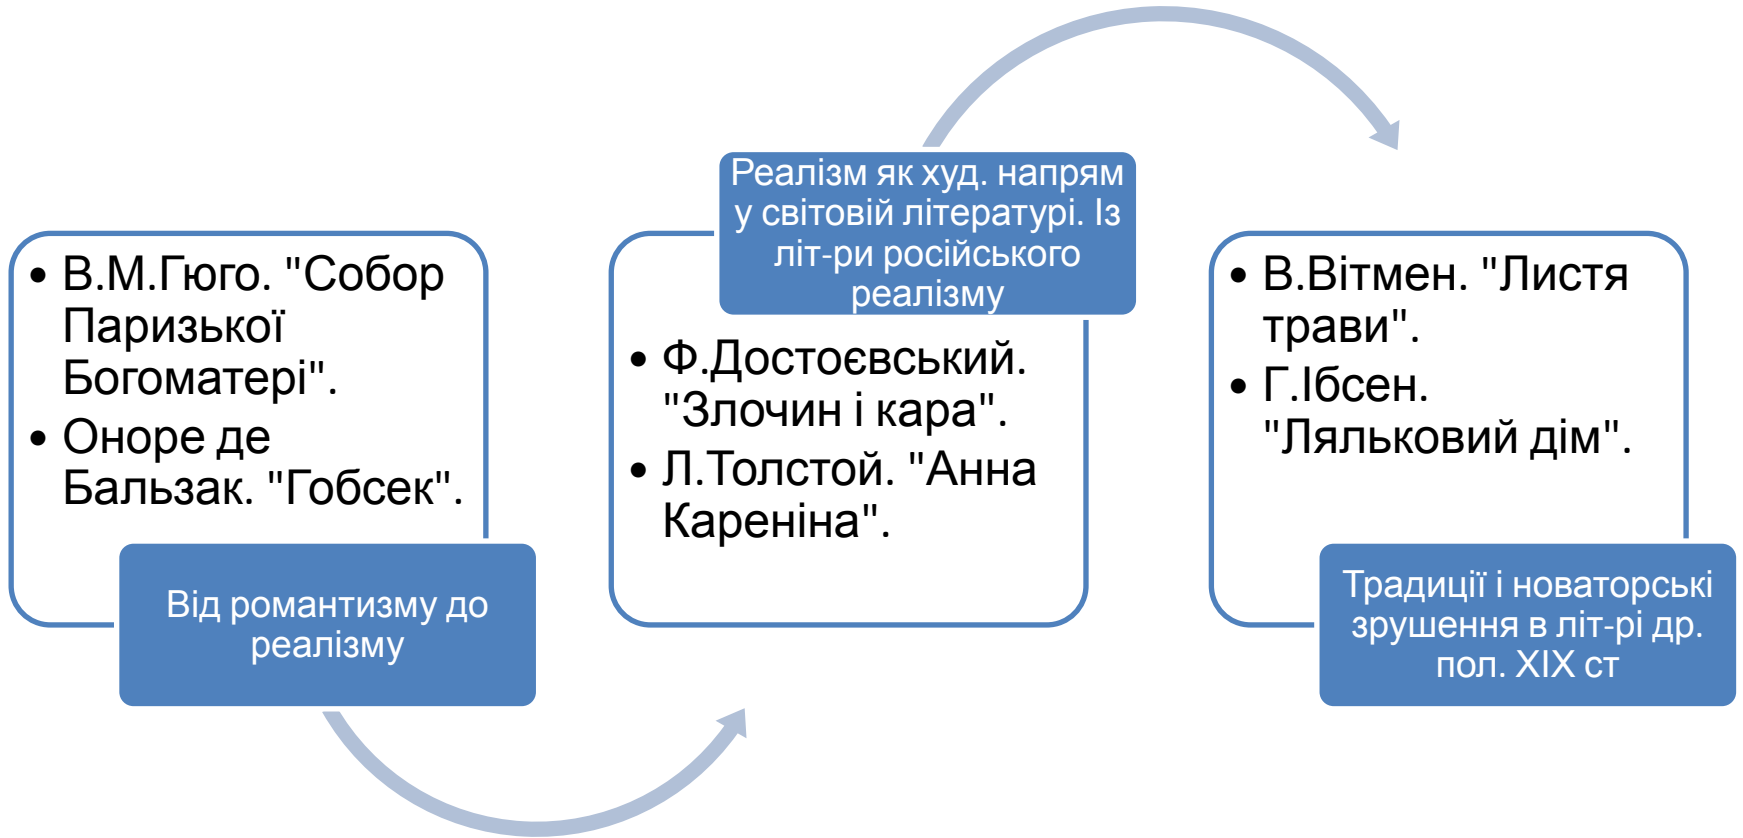 В.М.Гюго. "Собор
Паризької
Богоматері".
Оноре де
Бальзак. "Гобсек".
Від романтизму до
реалізму
Реалізм як худ. напрям
у світовій літературі. Із
літ-ри російського
реалізму
Ф.Достоєвський.
"Злочин і кара".
Л.Толстой. "Анна
Кареніна".
В.Вітмен. "Листя
трави".
Г.Ібсен.
"Ляльковий дім".
Традиції і новаторські
зрушення в літ-рі др.
пол. ХІХ ст